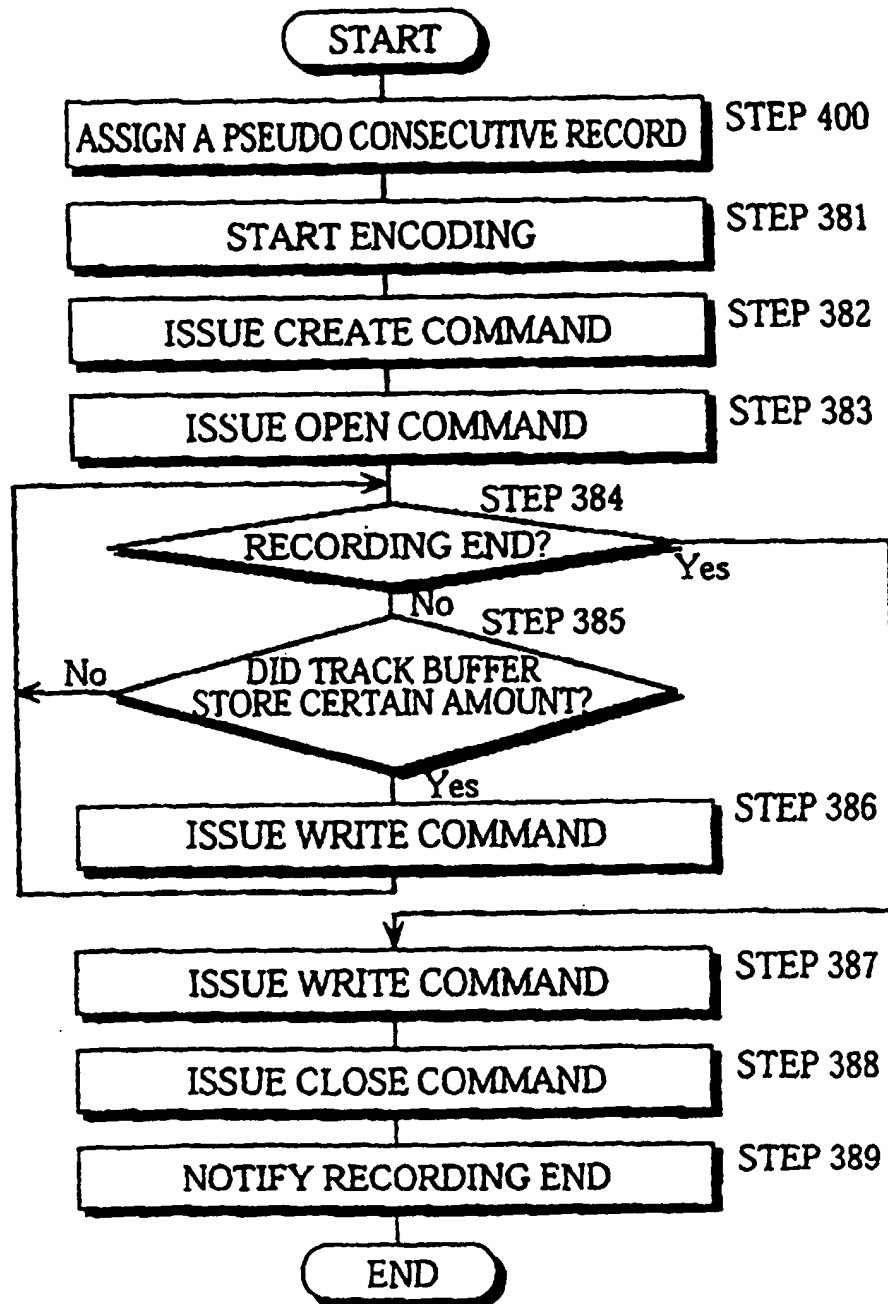 START
ASSIGN A PSEUDO CONSECUTIVE RECORD
STEP 400
START ENCODING
STEP 381
ISSUE CREATE COMMAND
STEP 382
ISSUE OPEN COMMAND
STEP 383
STEP 384
RECORDING END?
Yes
No
STEP 385
No
DID TRACK BUFFER
STORE CERTAIN AMOUNT?
Yes
ISSUE WRITE COMMAND
STEP 386
ISSUE WRITE COMMAND
STEP 387
ISSUE CLOSE COMMAND
STEP 388
NOTIFY RECORDING END
STEP 389
END